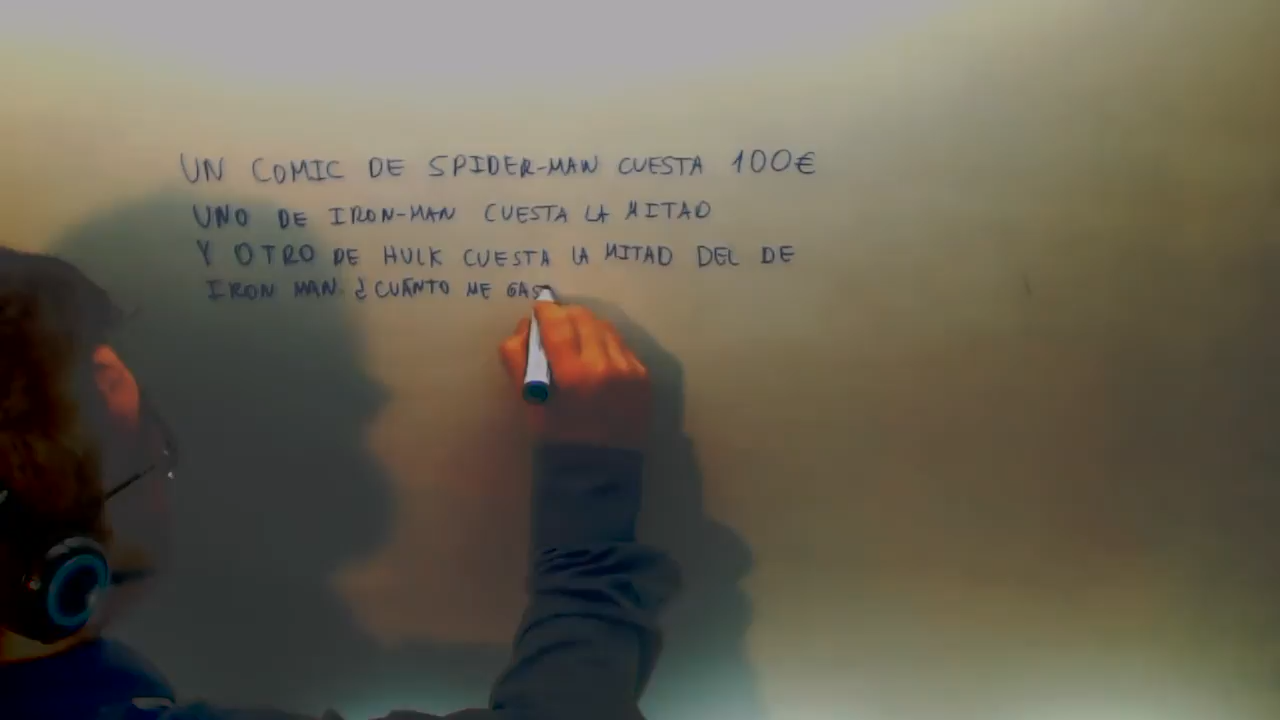 UN COMIC DE SPIDER-MAN CUESTA 100€
UNO DE IRON-MAN CUESTA LA MITAD
Y OTRO DE HULK CUESTA LA MITAD DEL DE
IRON MAN. ¿CUÁNTO ME GAS